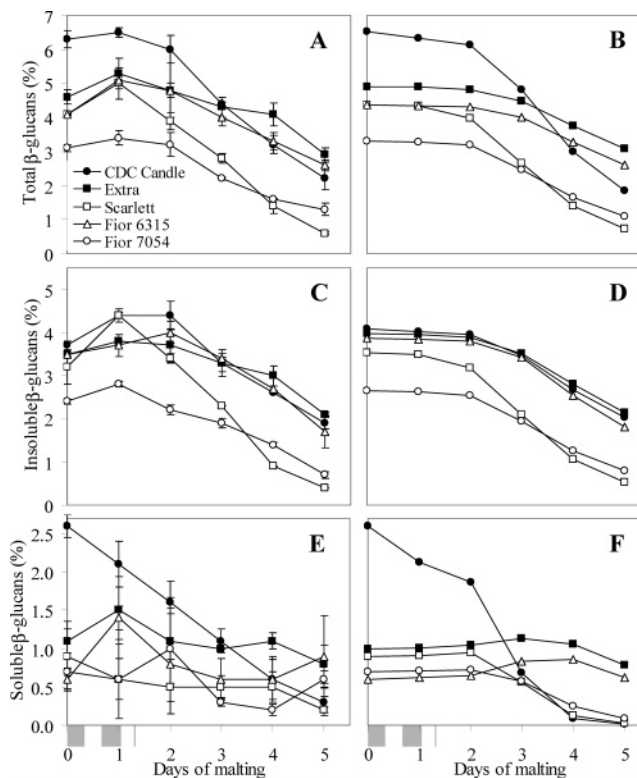 A
B
Total β-glucans (%)
7
6
5
4
3
2
1
0
CDC Candle
Extra
Scarlett
Fior 6315
Fior 7054
C
D
Insolubleβ-glucans (%)
5
4
3
2
1
0
E
F
Solubleβ-glucans (%)
2.5
2.0
1.5
1.0
0.5
0.0
0 1 2 3 4 5
0 1 2 3 4 5
Days of malting
Days of malting